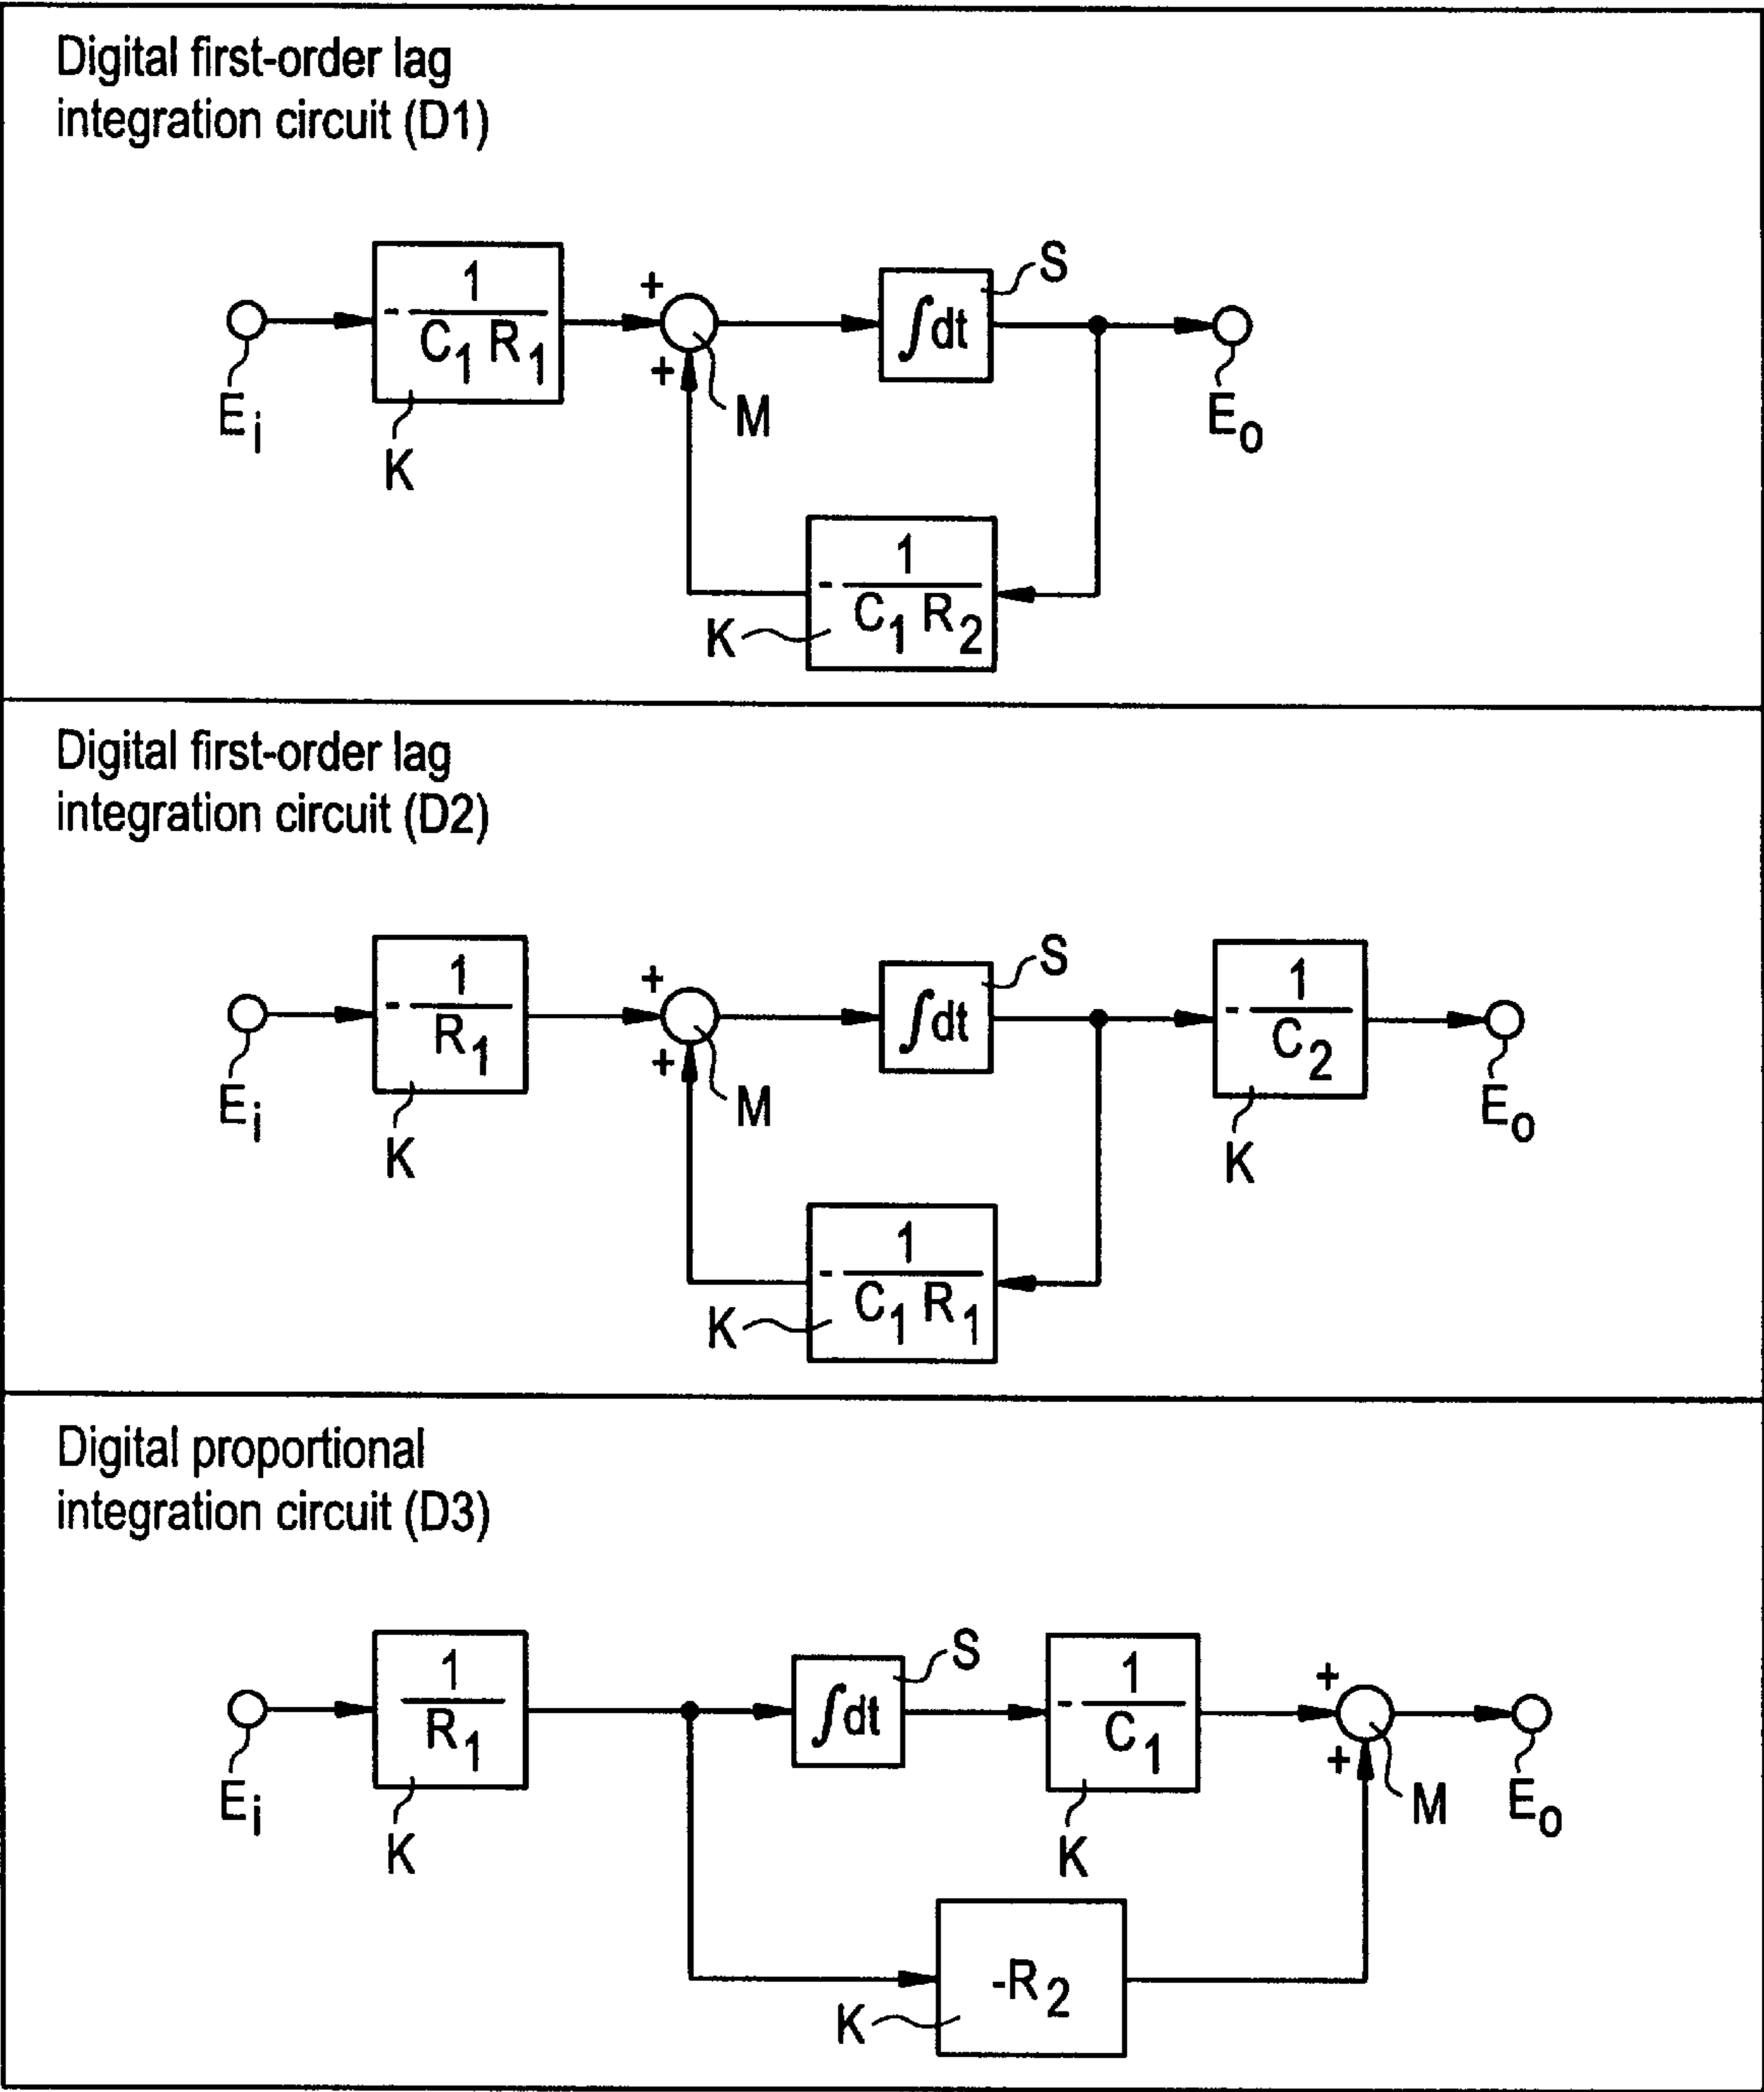 Digital first-order lag
integration circuit (D1)
- 1 / C1 R1
+
∫dt
S
+
M
Ei
K
Eo
- 1 / C1 R2
K
Digital first-order lag
integration circuit (D2)
- 1 / R1
+
∫dt
S
- 1 / C2
+
M
Ei
K
K
Eo
- 1 / C1 R1
K
Digital proportional
integration circuit (D3)
1 / R1
∫dt
S
- 1 / C1
+
+
M
Ei
K
K
Eo
-R2
K